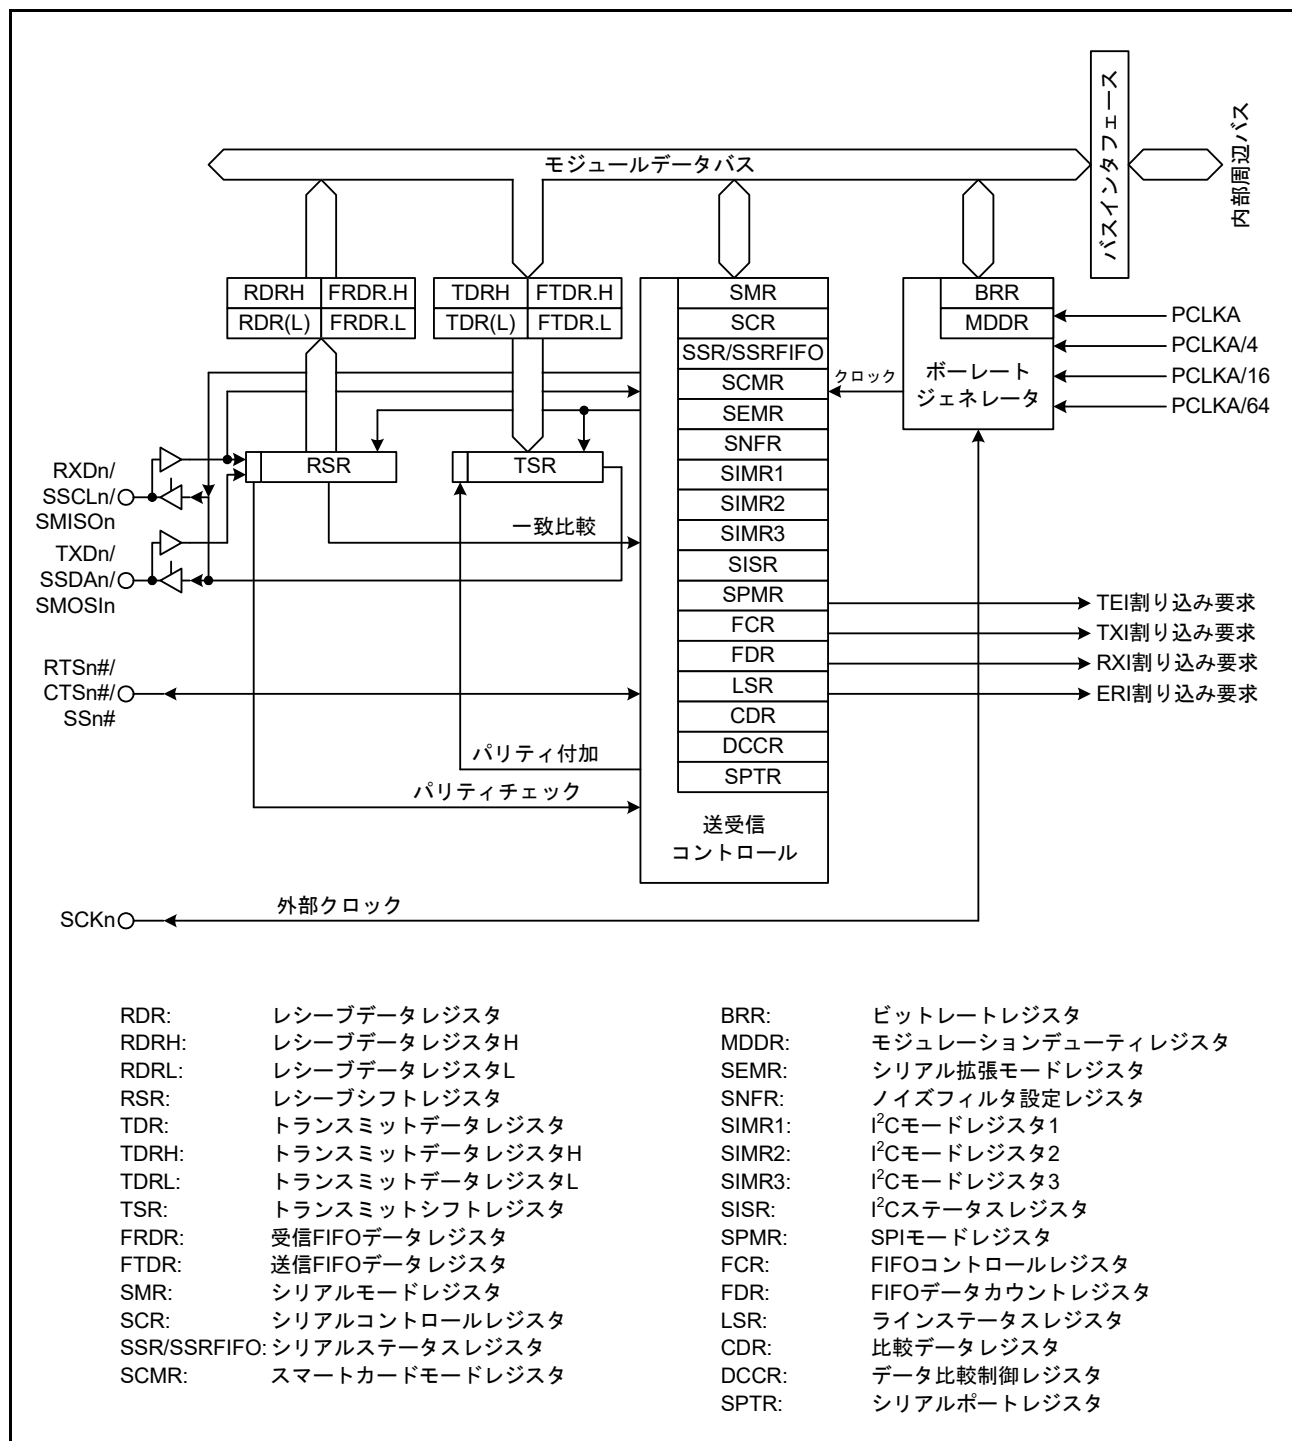 モジュールデータバス
バスインタフェース
内部周辺バス
RDRH
FRDR.H
RDR(L)
FRDR.L
TDRH
FTDR.H
TDR(L)
FTDR.L
SMR
SCR
SSR/SSRFIFO
SCMR
SEMR
SNFR
SIMR1
SIMR2
SIMR3
SISR
SPMR
FCR
FDR
LSR
CDR
DCCR
SPTR
送受信
コントロール
BRR
MDDR
ボーレート
ジェネレータ
クロック
PCLKA
PCLKA/4
PCLKA/16
PCLKA/64
RSR
TSR
RXDn/
SSCLn/
SMISOn
TXDn/
SSDAn/
SMOSIn
一致比較
RTSn#/
CTSn#/
SSn#
パリティ付加
パリティチェック
TEI割り込み要求
TXI割り込み要求
RXI割り込み要求
ERI割り込み要求
SCKn
外部クロック
RDR: レシーブデータレジスタ
RDRH: レシーブデータレジスタH
RDRL: レシーブデータレジスタL
RSR: レシーブシフトレジスタ
TDR: トランスミットデータレジスタ
TDRH: トランスミットデータレジスタH
TDRL: トランスミットデータレジスタL
TSR: トランスミットシフトレジスタ
FRDR: 受信FIFOデータレジスタ
FTDR: 送信FIFOデータレジスタ
SMR: シリアルモードレジスタ
SCR: シリアルコントロールレジスタ
SSR/SSRFIFO: シリアルステータスレジスタ
SCMR: スマートカードモードレジスタ
BRR: ビットレートレジスタ
MDDR: モジュレーションデューティレジスタ
SEMR: シリアル拡張モードレジスタ
SNFR: ノイズフィルタ設定レジスタ
SIMR1: I²Cモードレジスタ1
SIMR2: I²Cモードレジスタ2
SIMR3: I²Cモードレジスタ3
SISR: I²Cステータスレジスタ
SPMR: SPIモードレジスタ
FCR: FIFOコントロールレジスタ
FDR: FIFOデータカウントレジスタ
LSR: ラインステータスレジスタ
CDR: 比較データレジスタ
DCCR: データ比較制御レジスタ
SPTR: シリアルポートレジスタ